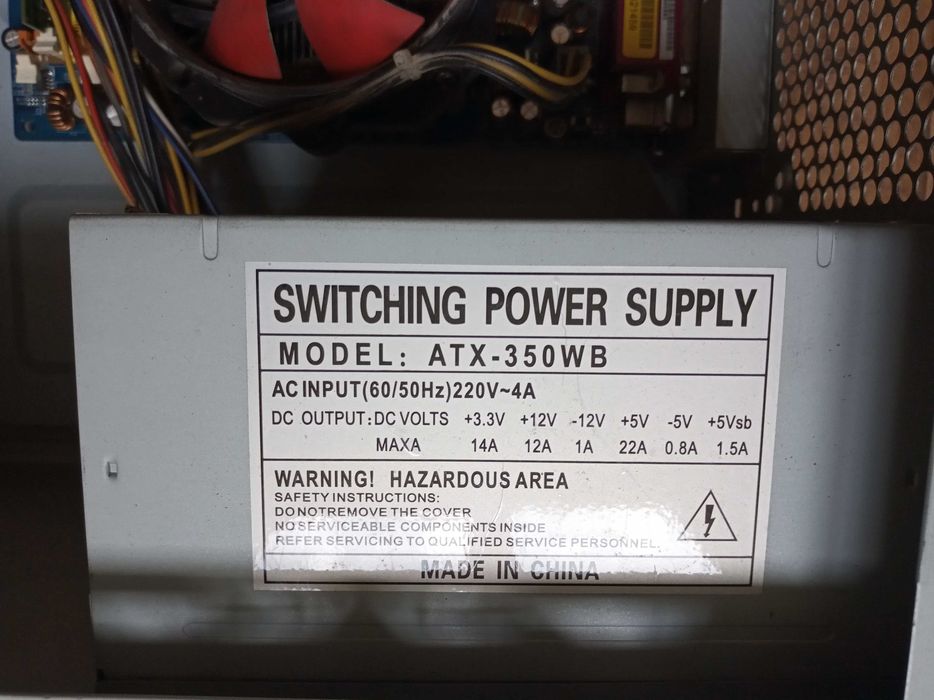 SWITCHING POWER SUPPLY
MODEL: ATX-350WB
AC INPUT(60/50Hz)220V~4A
DC OUTPUT: DC VOLTS +3.3V +12V -12V +5V -5V +5Vsb
MAXA 14A 12A 1A 22A 0.8A 1.5A
WARNING! HAZARDOUS AREA
SAFETY INSTRUCTIONS:
DO NOTREMOVE THE COVER
NO SERVICEABLE COMPONENTS INSIDE
REFER SERVICING TO QUALIFIED SERVICE PERSONNEL.
MADE IN CHINA